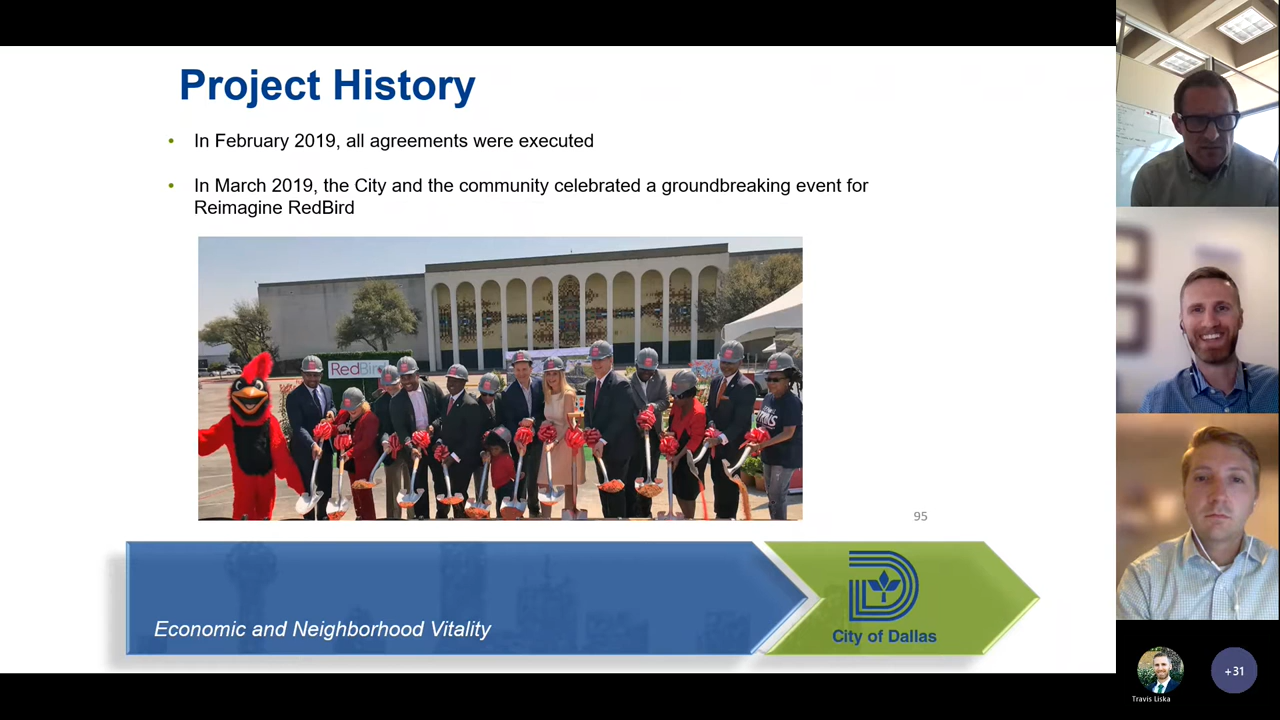 Project History
• In February 2019, all agreements were executed
• In March 2019, the City and the community celebrated a groundbreaking event for
Reimagine RedBird
RedBird
95
Economic and Neighborhood Vitality
City of Dallas
Travis Liska
+31